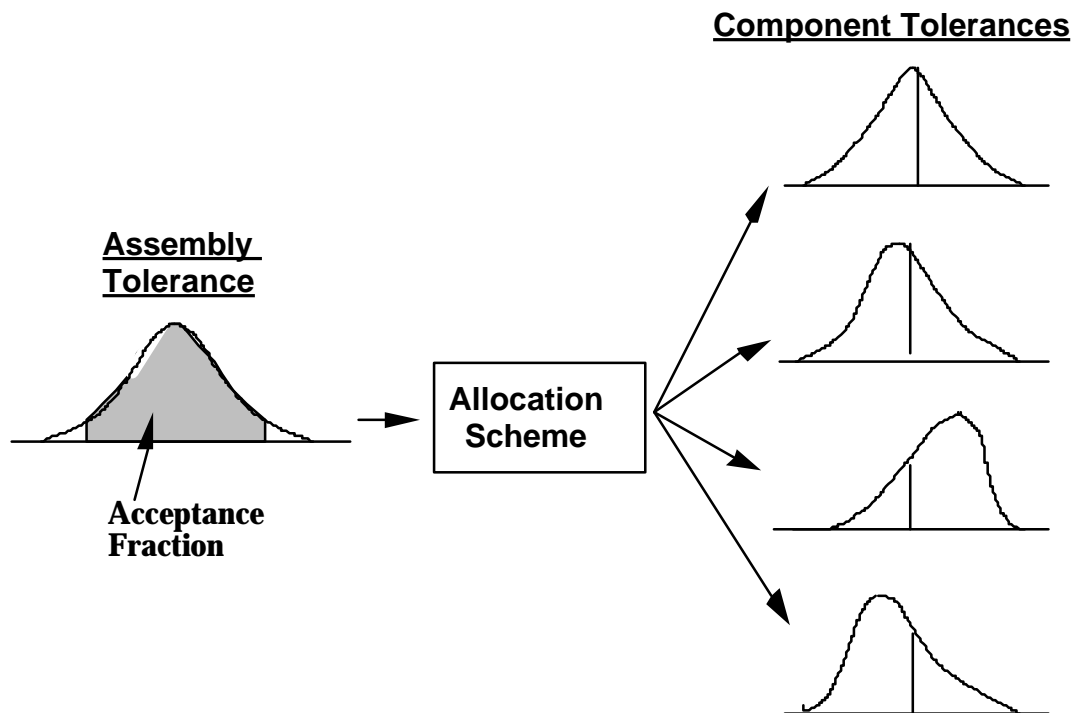 Component Tolerances
Assembly
Tolerance
Allocation
Scheme
Acceptance
Fraction